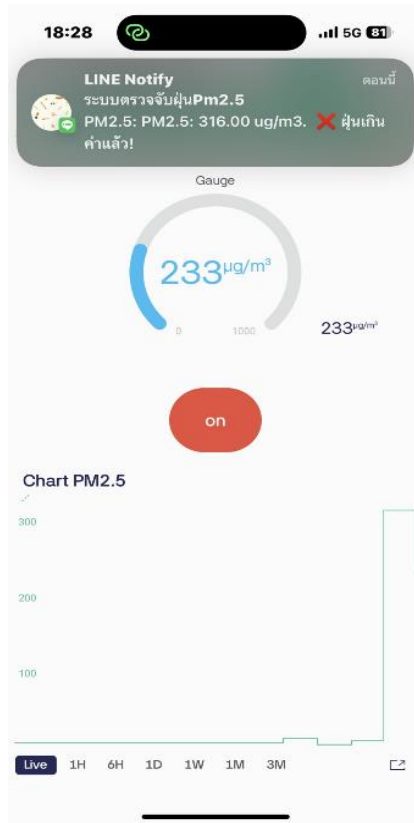 18:28
5G 81
LINE Notify
ตอนนี้
ระบบตรวจจับฝุ่นPm2.5
PM2.5: PM2.5: 316.00 ug/m3. ❌ ฝุ่นเกิน
ค่าแล้ว!
Gauge
233µg/m³
0 1000
233µg/m³
on
Chart PM2.5
300
200
100
Live 1H 6H 1D 1W 1M 3M